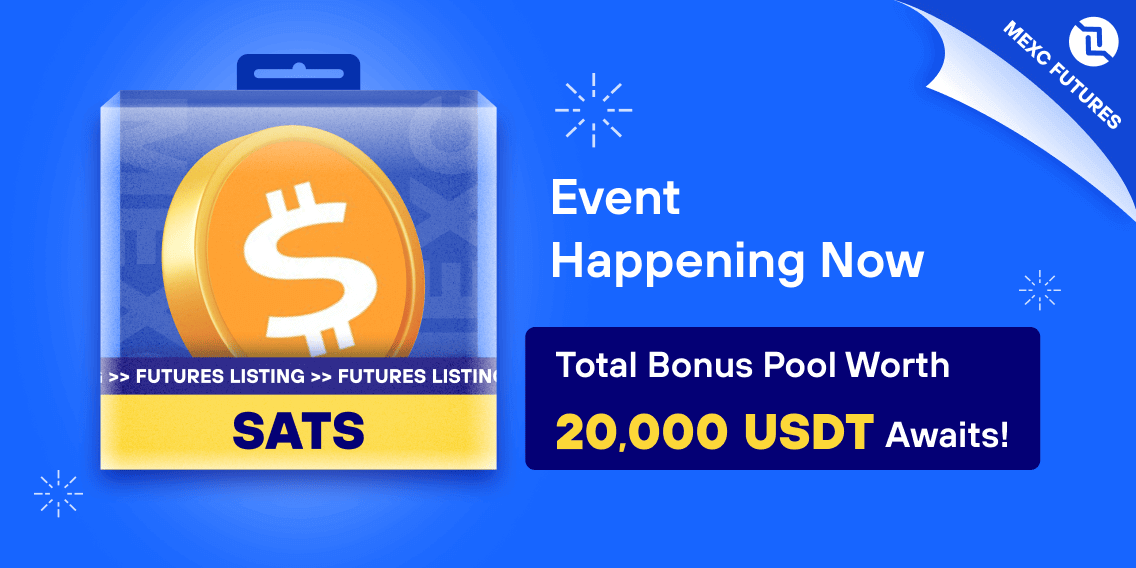 MEXC FUTURES
Event
Happening Now
Total Bonus Pool Worth
20,000 USDT Awaits!
>> FUTURES LISTING >> FUTURES LISTING
SATS